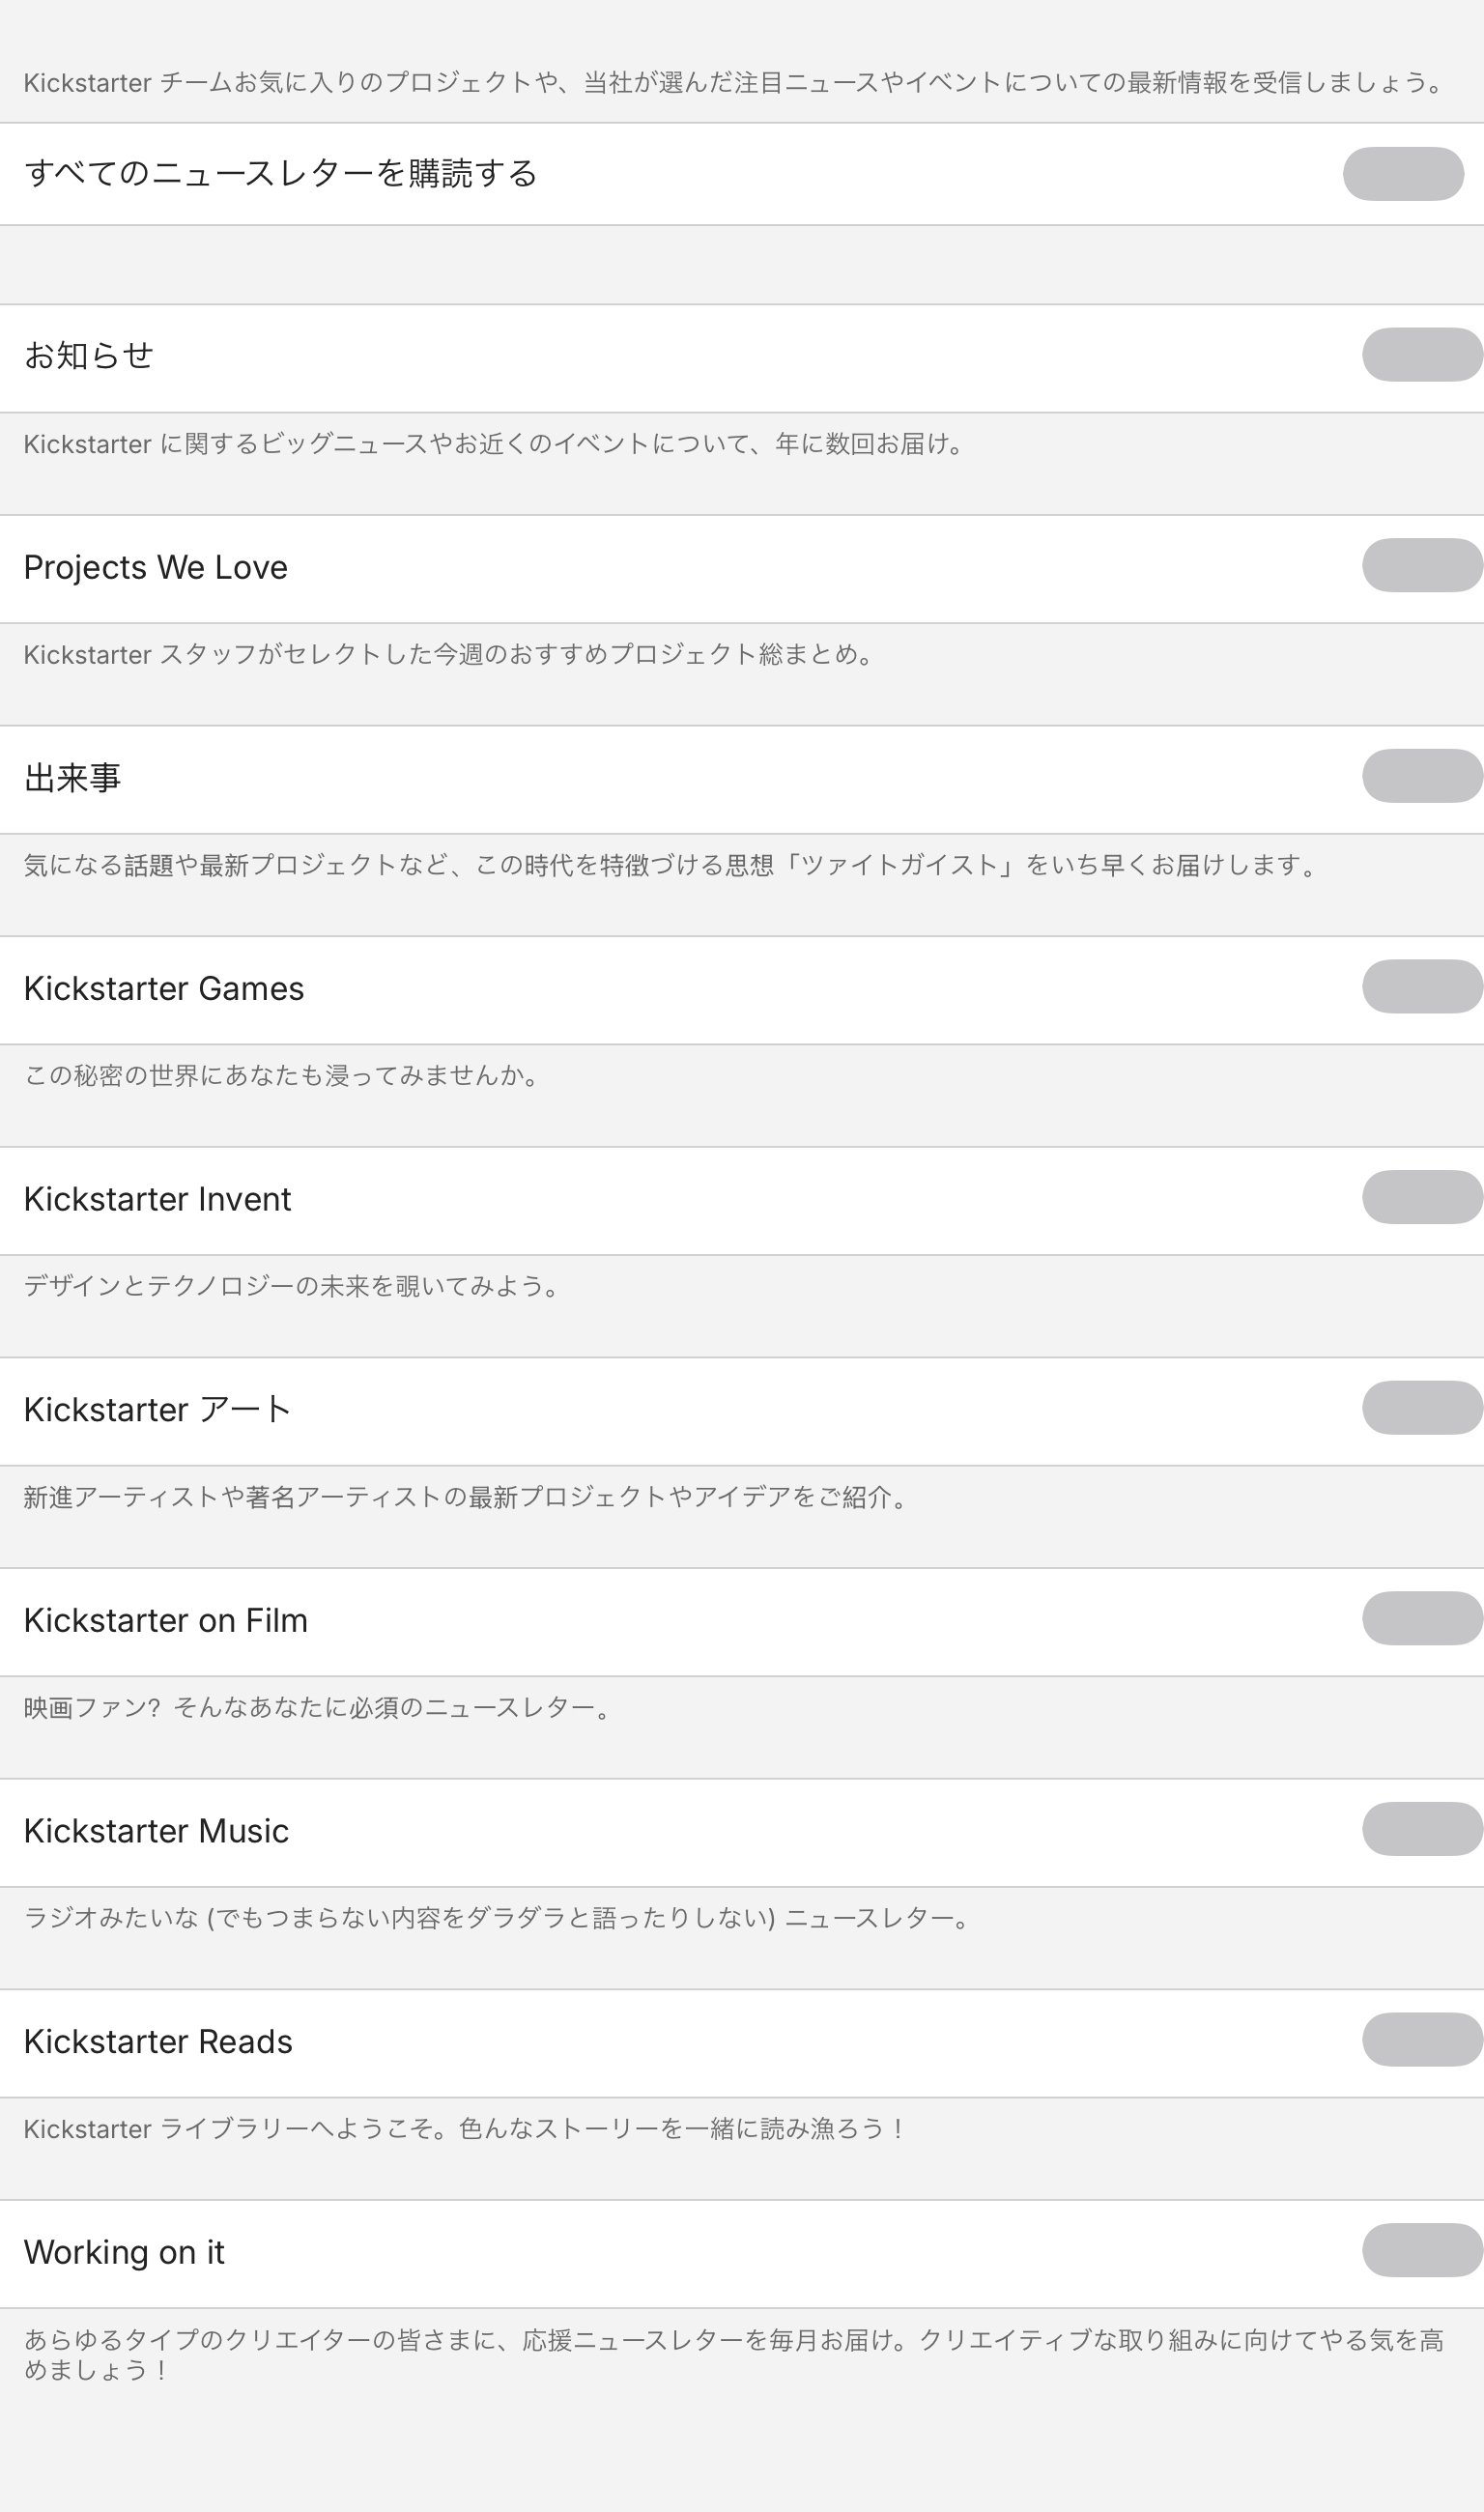 Kickstarter チームお気に入りのプロジェクトや、当社が選んだ注目ニュースやイベントについての最新情報を受信しましょう。
すべてのニュースレターを購読する
お知らせ
Kickstarter に関するビッグニュースやお近くのイベントについて、年に数回お届け。
Projects We Love
Kickstarter スタッフがセレクトした今週のおすすめプロジェクト総まとめ。
出来事
気になる話題や最新プロジェクトなど、この時代を特徴づける思想「ツァイトガイスト」をいち早くお届けします。
Kickstarter Games
この秘密の世界にあなたも浸ってみませんか。
Kickstarter Invent
デザインとテクノロジーの未来を覗いてみよう。
Kickstarter アート
新進アーティストや著名アーティストの最新プロジェクトやアイデアをご紹介。
Kickstarter on Film
映画ファン? そんなあなたに必須のニュースレター。
Kickstarter Music
ラジオみたいな (でもつまらない内容をダラダラと語ったりしない) ニュースレター。
Kickstarter Reads
Kickstarter ライブラリーへようこそ。色んなストーリーを一緒に読み漁ろう！
Working on it
あらゆるタイプのクリエイターの皆さまに、応援ニュースレターを毎月お届け。クリエイティブな取り組みに向けてやる気を高
めましょう！